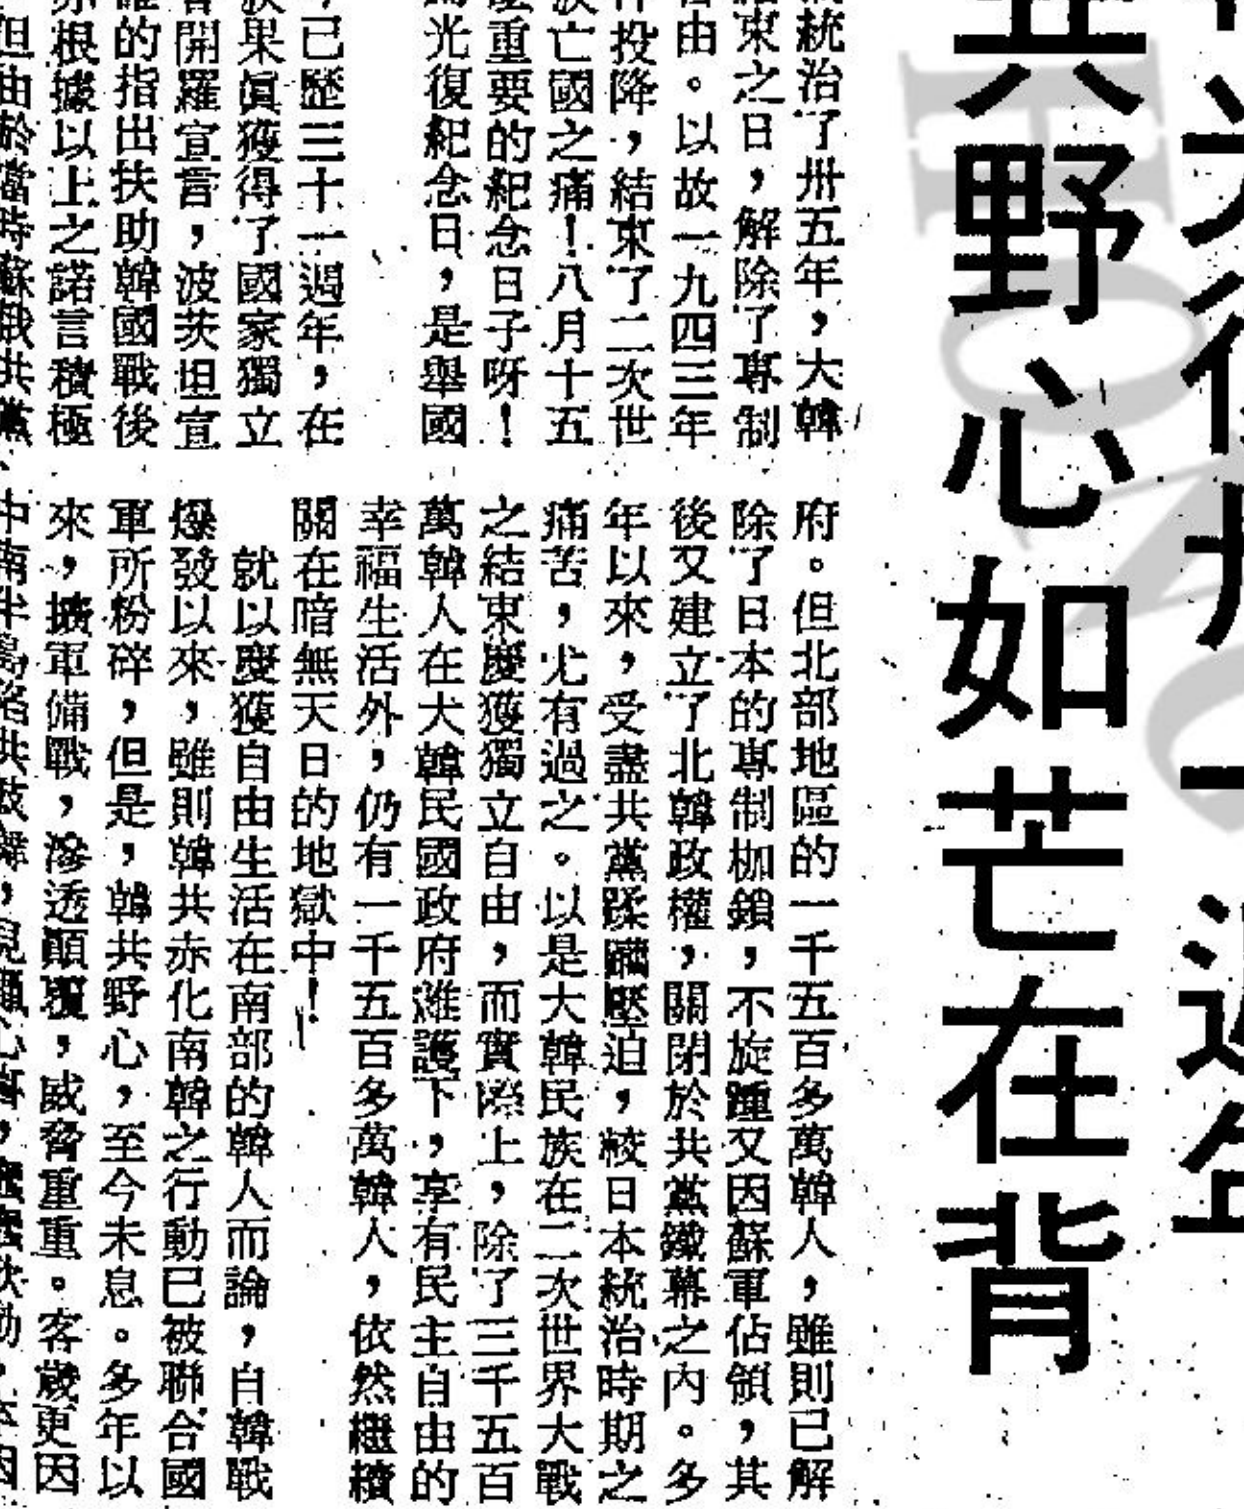 共野心如芒在背
統治了卅五年，大韓
束之日，解除了專制
由。以故一九四三年
投降，結束了二次世
亡國之痛！八月十五
重要的紀念日子呀！
光復紀念日，是舉國
已歷三十一週年，在
果眞獲得了國家獨立
開羅宣言，波茨坦宣
的指出扶助韓國戰後
根據以上之諾言積極
但由於當時蘇俄共黨
府。但北部地區的一千五百多萬韓人，雖則已解
除了日本的專制枷鎖，不旋踵又因蘇軍佔領，其
後又建立了北韓政權，關閉於共黨鐵幕之內。多
年以來，受盡共黨蹂躪壓迫，較日本統治時期之
痛苦，尤有過之。以是大韓民族在二次世界大戰
之結束慶獲獨立自由，而實際上，除了三千五百
萬韓人在大韓民國政府濰護下，享有民主自由的
幸福生活外，仍有一千五百多萬韓人，依然繼續
關在暗無天日的地獄中！
就以慶獲自由生活在南部的韓人而論，自韓戰
爆發以來，雖則韓共赤化南韓之行動已被聯合國
軍所粉碎，但是，韓共野心，至今未息。多年以
來，擴軍備戰，滲透顚覆，威脅重重。客歲更因
中南半島陷共鼓舞，